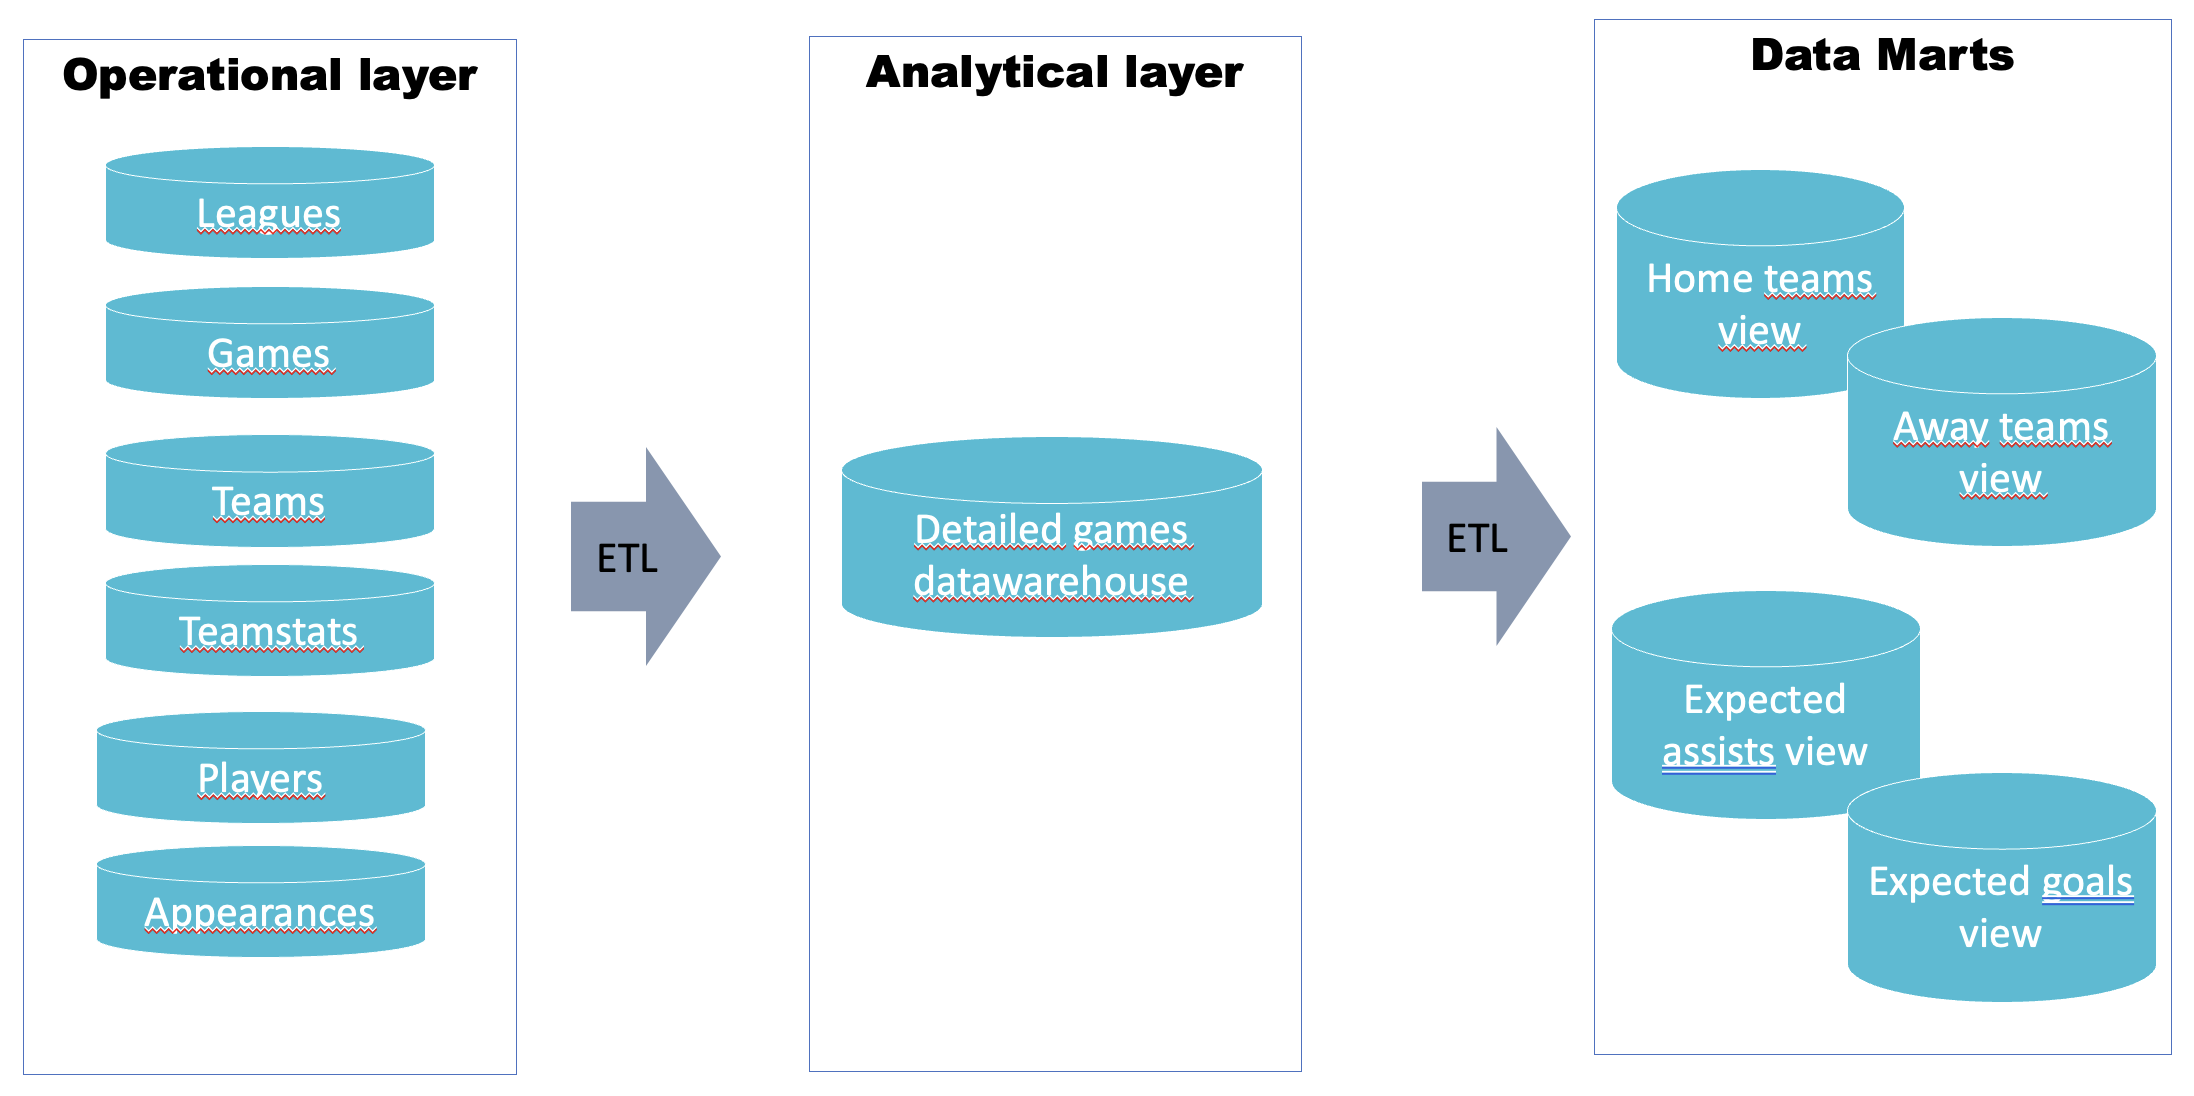 Operational layer
Leagues
Games
Teams
Teamstats
Players
Appearances
ETL
Analytical layer
Detailed games
datawarehouse
ETL
Data Marts
Home teams
view
Away teams
view
Expected
assists view
Expected goals
view